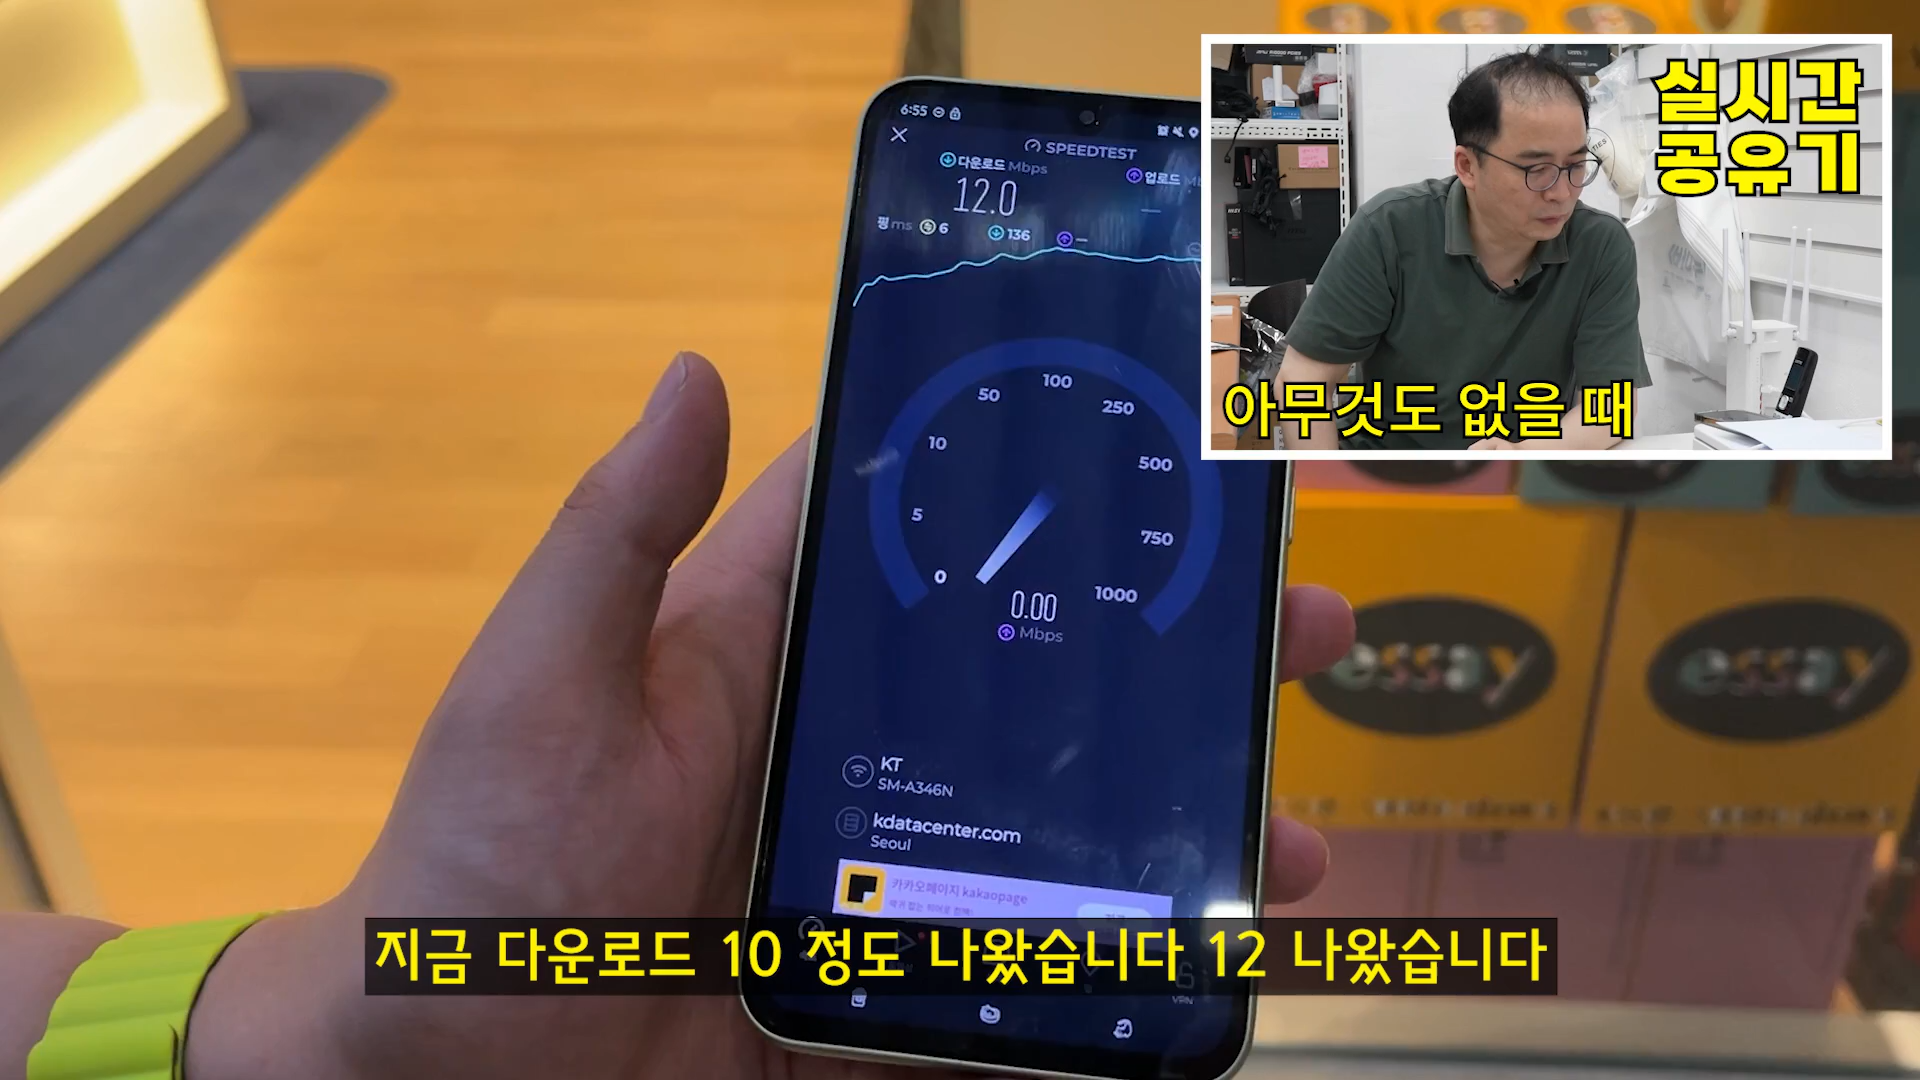 6:55
SPEEDTEST
다운로드 Mbps
업로드
12.0
핑 ms 6 136
100
50
250
10
500
5
750
0
1000
0.00
Mbps
KT
SM-A346N
kdatacenter.com
Seoul
카카오페이지 kakaopage
VPN
실시간
공유기
아무것도 없을 때
essay
essay
지금 다운로드 10 정도 나왔습니다 12 나왔습니다